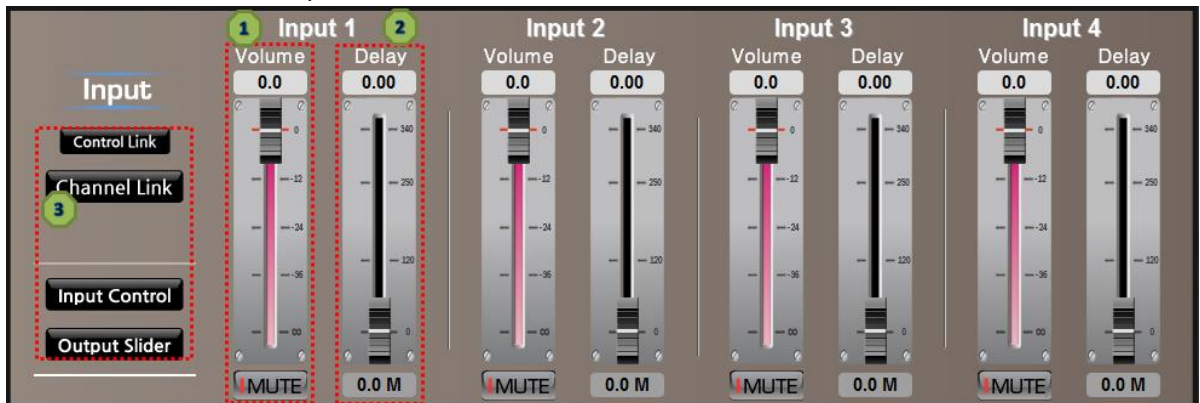 1 Input 1 2 Input 2 Input 3 Input 4
Volume Delay Volume Delay Volume Delay Volume Delay
Input
0.0 0.00 0.0 0.00 0.0 0.00 0.0 0.00
0 340 0 340 0 340 0 340
Control Link
-12 250 -12 250 -12 250 -12 250
Channel Link
3
-24 -24 -24 -24
120 120 120 120
-36 -36 -36 -36
Input Control
∞ 0 ∞ 0 ∞ 0 ∞ 0
Output Slider
MUTE 0.0 M MUTE 0.0 M MUTE 0.0 M MUTE 0.0 M